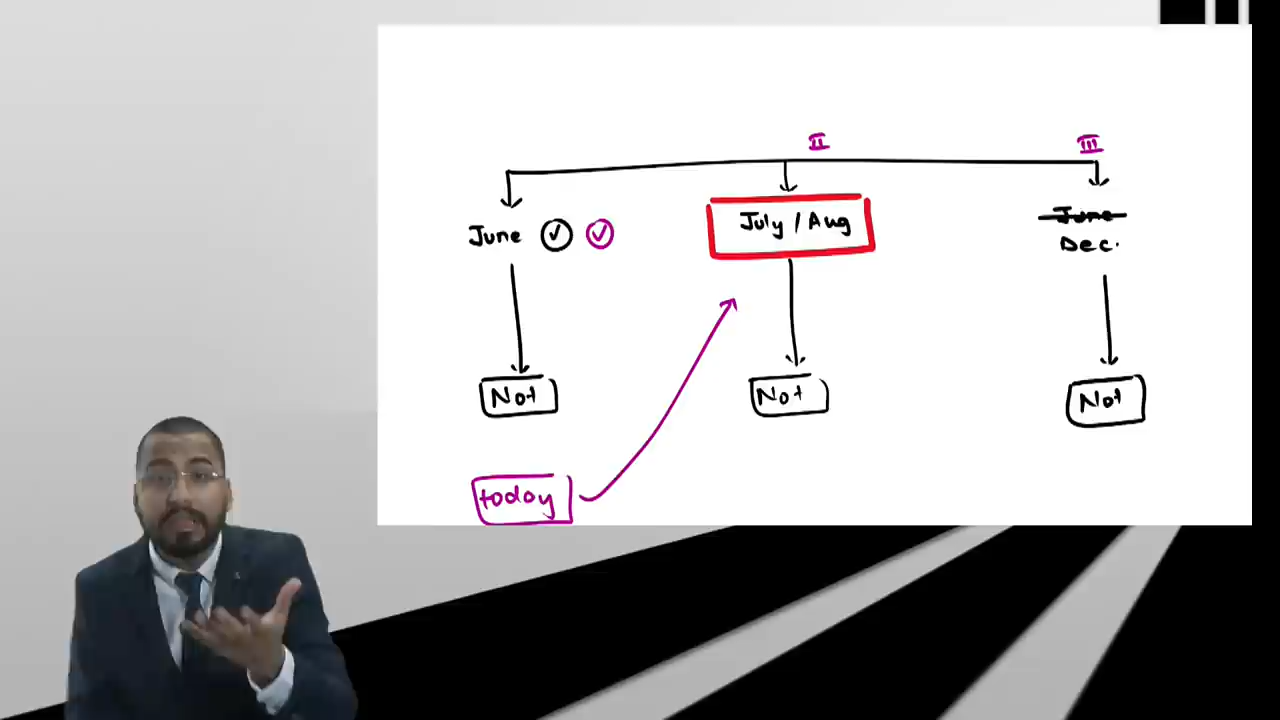 II
III
June
July / Aug
June
Dec.
Not
Not
Not
today